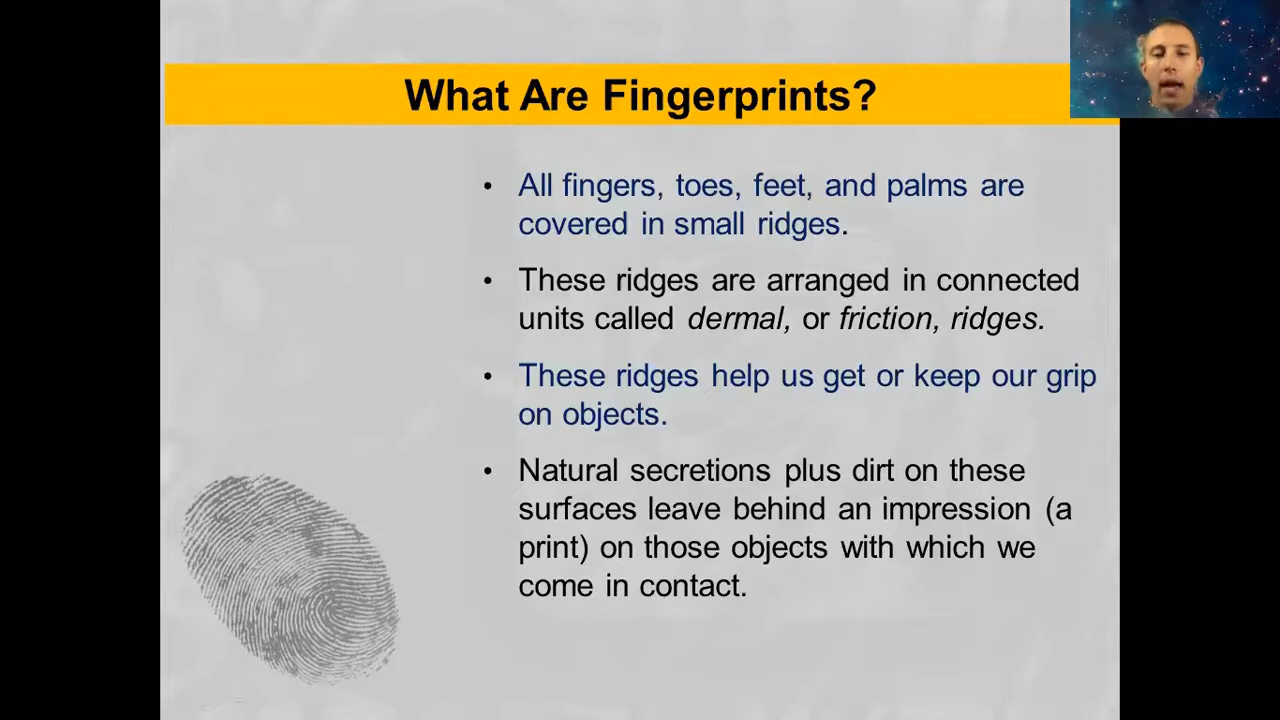 What Are Fingerprints?
• All fingers, toes, feet, and palms are
covered in small ridges.
• These ridges are arranged in connected
units called dermal, or friction, ridges.
• These ridges help us get or keep our grip
on objects.
• Natural secretions plus dirt on these
surfaces leave behind an impression (a
print) on those objects with which we
come in contact.